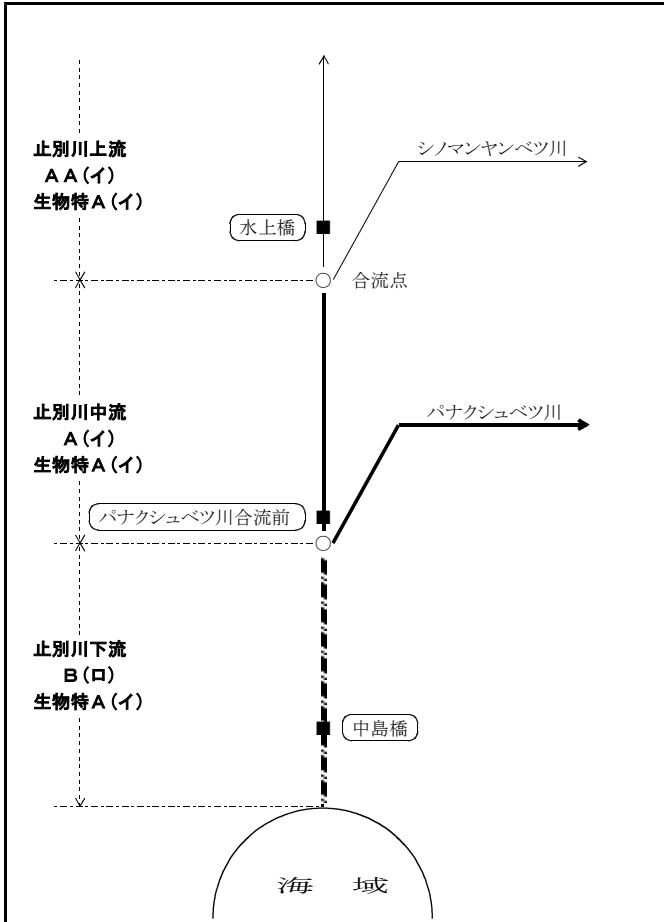 止別川上流
AA(イ)
生物特A(イ)
シノマンヤンベツ川
水上橋
合流点
止別川中流
A(イ)
生物特A(イ)
パナクシュベツ川
パナクシュベツ川合流前
止別川下流
B(ロ)
生物特A(イ)
中島橋
海 域